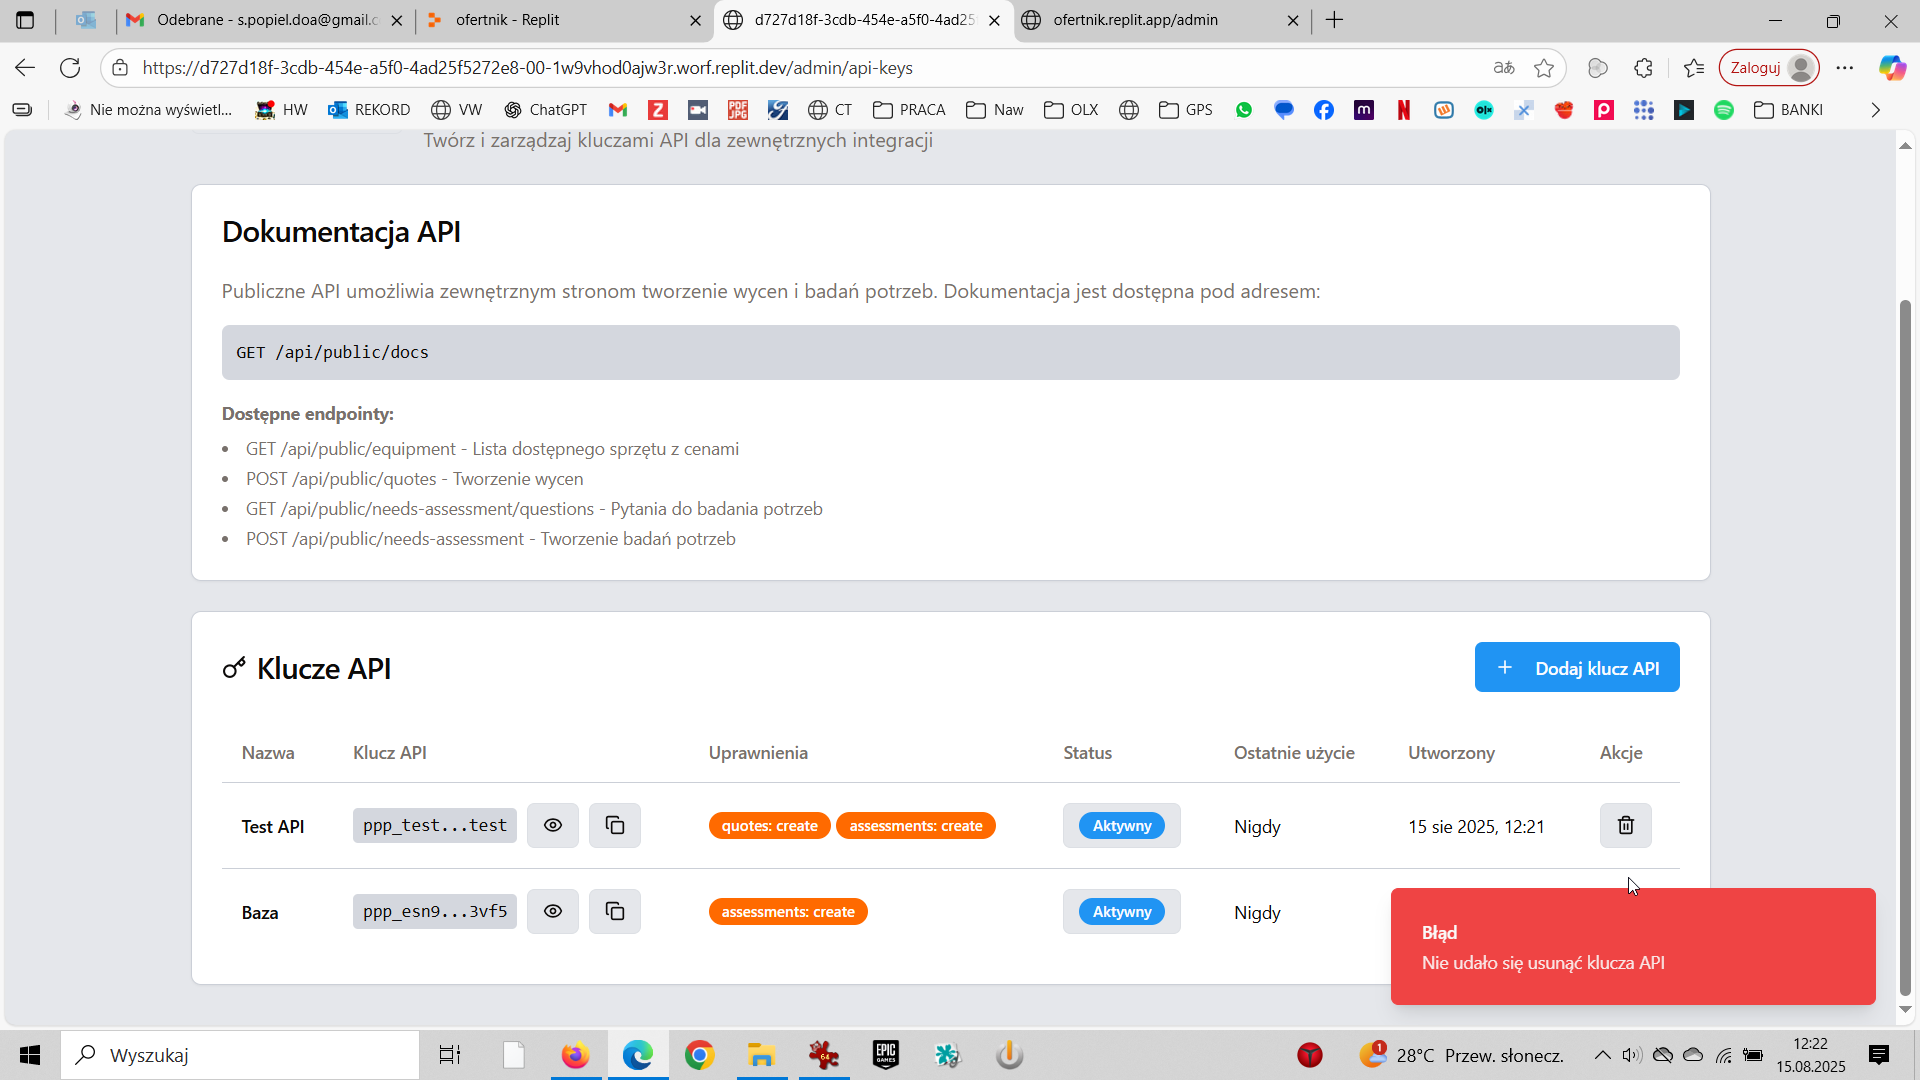 Odebrane - s.popiel.doa@gmail.c
ofertnik - Replit
d727d18f-3cdb-454e-a5f0-4ad25
ofertnik.replit.app/admin
https://d727d18f-3cdb-454e-a5f0-4ad25f5272e8-00-1w9vhod0ajw3r.worf.replit.dev/admin/api-keys
aあ
Zaloguj
Nie można wyświetl...
HW
REKORD
VW
ChatGPT
CT
PRACA
Naw
OLX
GPS
BANKI
Twórz i zarządzaj kluczami API dla zewnętrznych integracji
Dokumentacja API
Publiczne API umożliwia zewnętrznym stronom tworzenie wycen i badań potrzeb. Dokumentacja jest dostępna pod adresem:
GET /api/public/docs
Dostępne endpointy:
• GET /api/public/equipment - Lista dostępnego sprzętu z cenami
• POST /api/public/quotes - Tworzenie wycen
• GET /api/public/needs-assessment/questions - Pytania do badania potrzeb
• POST /api/public/needs-assessment - Tworzenie badań potrzeb
Klucze API
+ Dodaj klucz API
Nazwa Klucz API Uprawnienia Status Ostatnie użycie Utworzony Akcje
Test API ppp_test...test quotes: create assessments: create Aktywny Nigdy 15 sie 2025, 12:21
Baza ppp_esn9...3vf5 assessments: create Aktywny Nigdy
Błąd
Nie udało się usunąć klucza API
Wyszukaj
64
EPIC GAMES
1
28°C Przew. słonecz.
12:22
15.08.2025